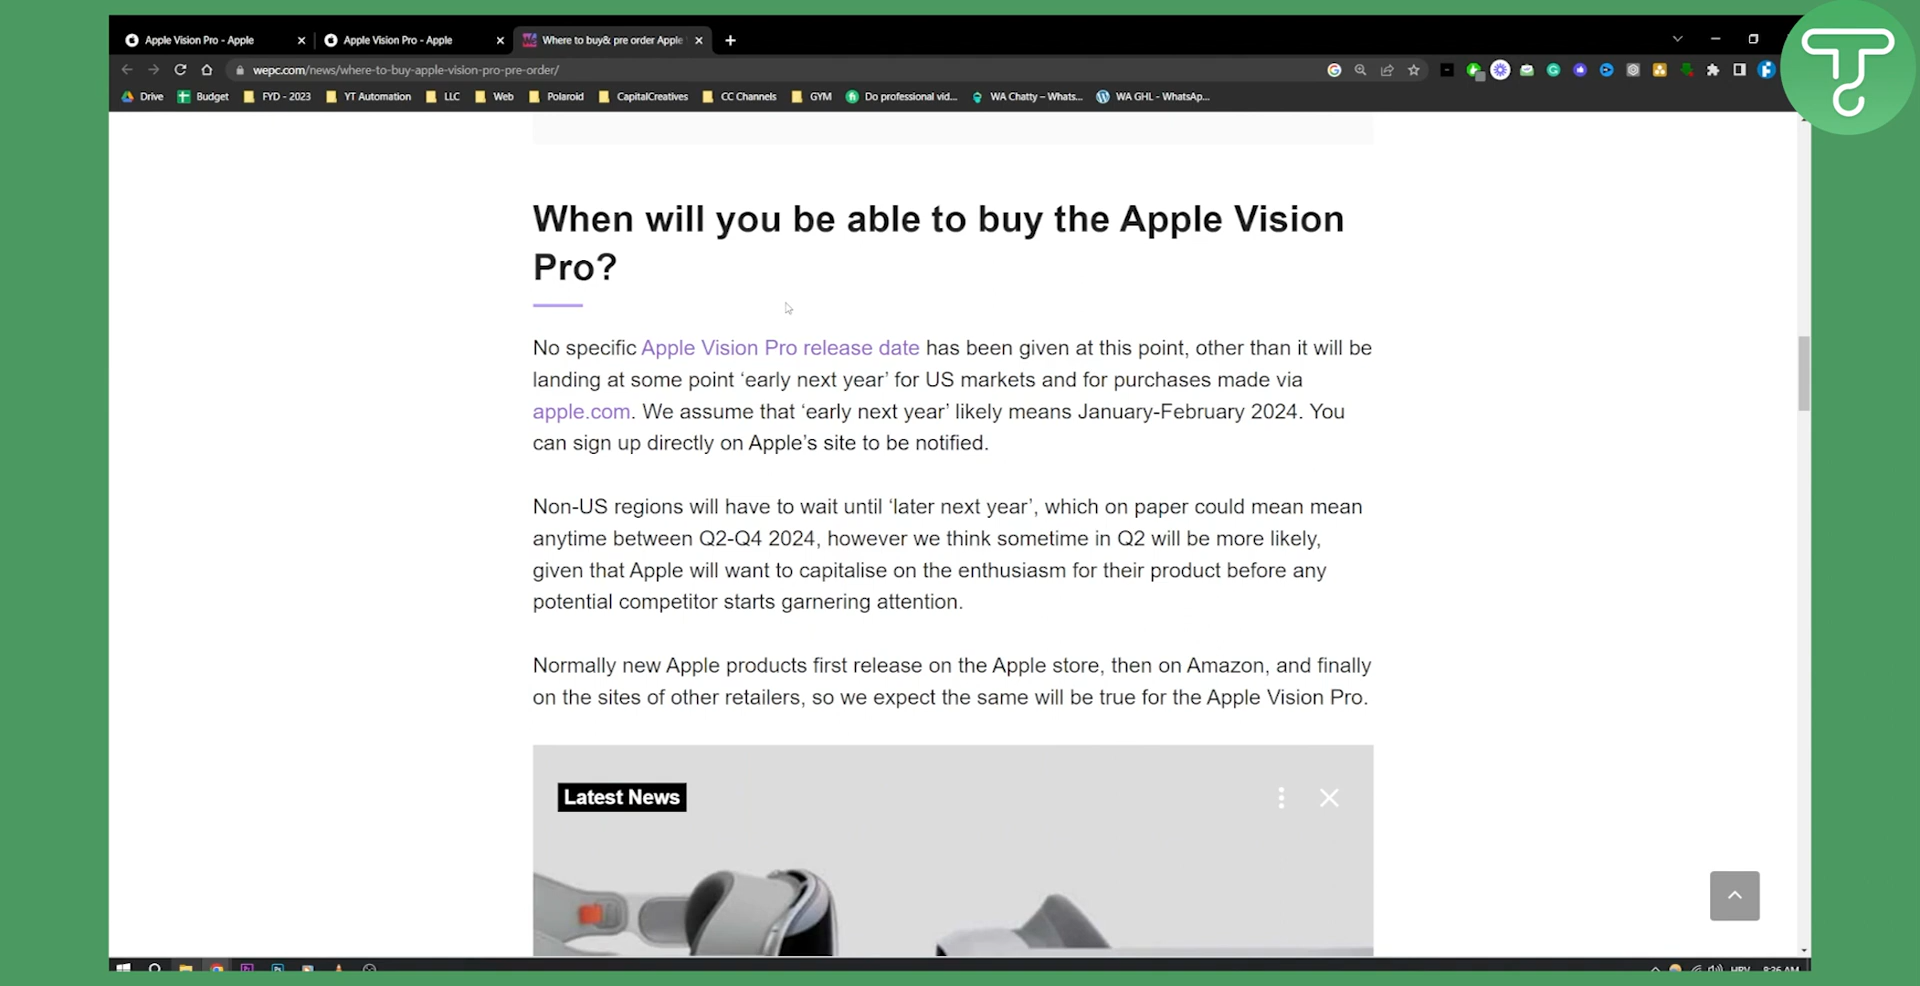 Apple Vision Pro - Apple
Apple Vision Pro - Apple
Where to buy& pre order Apple
wepc.com/news/where-to-buy-apple-vision-pro-pre-order/
Drive
Budget
FYD - 2023
YT Automation
LLC
Web
Polaroid
CapitalCreatives
CC Channels
GYM
Do professional vid...
WA Chatty – Whats...
WA GHL - WhatsAp...
When will you be able to buy the Apple Vision
Pro?
No specific Apple Vision Pro release date has been given at this point, other than it will be
landing at some point ‘early next year’ for US markets and for purchases made via
apple.com. We assume that ‘early next year’ likely means January-February 2024. You
can sign up directly on Apple’s site to be notified.
Non-US regions will have to wait until ‘later next year’, which on paper could mean mean
anytime between Q2-Q4 2024, however we think sometime in Q2 will be more likely,
given that Apple will want to capitalise on the enthusiasm for their product before any
potential competitor starts garnering attention.
Normally new Apple products first release on the Apple store, then on Amazon, and finally
on the sites of other retailers, so we expect the same will be true for the Apple Vision Pro.
Latest News
HRV
8:36 AM